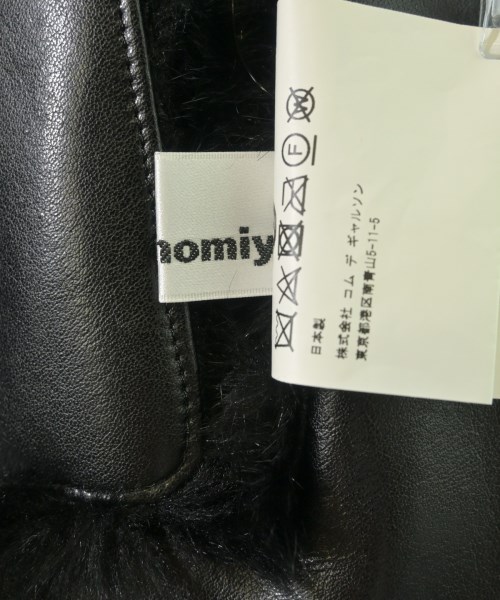 nomiy
F
W
日本製
株式会社 コム デ ギャルソン
東京都港区南青山5-11-5